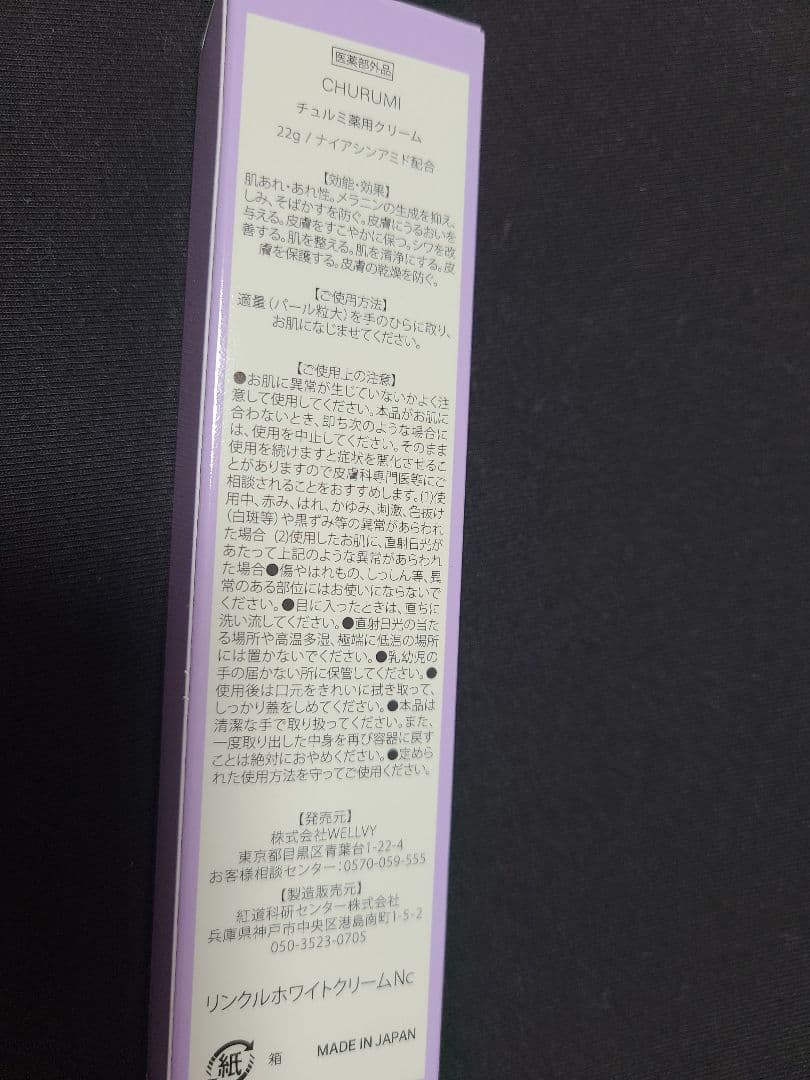 医薬部外品
CHURUMI
チュルミ薬用クリーム
22g / ナイアシンアミド配合
【効能・効果】
肌あれ・あれ性。メラニンの生成を抑え、
しみ、そばかすを防ぐ。皮膚にうるおいを
与える。皮膚をすこやかに保つ。シワを改
善する。肌を整える。肌を清浄にする。皮
膚を保護する。皮膚の乾燥を防ぐ。
【ご使用方法】
適量（パール粒大）を手のひらに取り、
お肌になじませてください。
【ご使用上の注意】
●お肌に異常が生じていないかよく注
意して使用してください。本品がお肌に
合わないとき、即ち次のような場合に
は、使用を中止してください。そのまま
使用を続けますと症状を悪化させるこ
とがありますので皮膚科専門医等にご
相談されることをおすすめします。(1)使
用中、赤み、はれ、かゆみ、刺激、色抜け
（白斑等）や黒ずみ等の異常があらわれ
た場合 (2)使用したお肌に、直射日光が
あたって上記のような異常があらわれ
た場合●傷やはれもの、しっしん等、異
常のある部位にはお使いにならないで
ください。●目に入ったときは、直ちに
洗い流してください。●直射日光の当た
る場所や高温多湿、極端に低温の場所
には置かないでください。●乳幼児の
手の届かない所に保管してください。●
使用後は口元をきれいに拭き取って、
しっかり蓋をしめてください。●本品は
清潔な手で取り扱ってください。また、
一度取り出した中身を再び容器に戻す
ことは絶対におやめください。●定めら
れた使用方法を守ってご使用ください。
【発売元】
株式会社WELLVY
東京都目黒区青葉台1-22-4
お客様相談センター：0570-059-555
【製造販売元】
紅道科研センター株式会社
兵庫県神戸市中央区港島南町1-5-2
050-3523-0705
リンクルホワイトクリームNc
紙 箱 MADE IN JAPAN